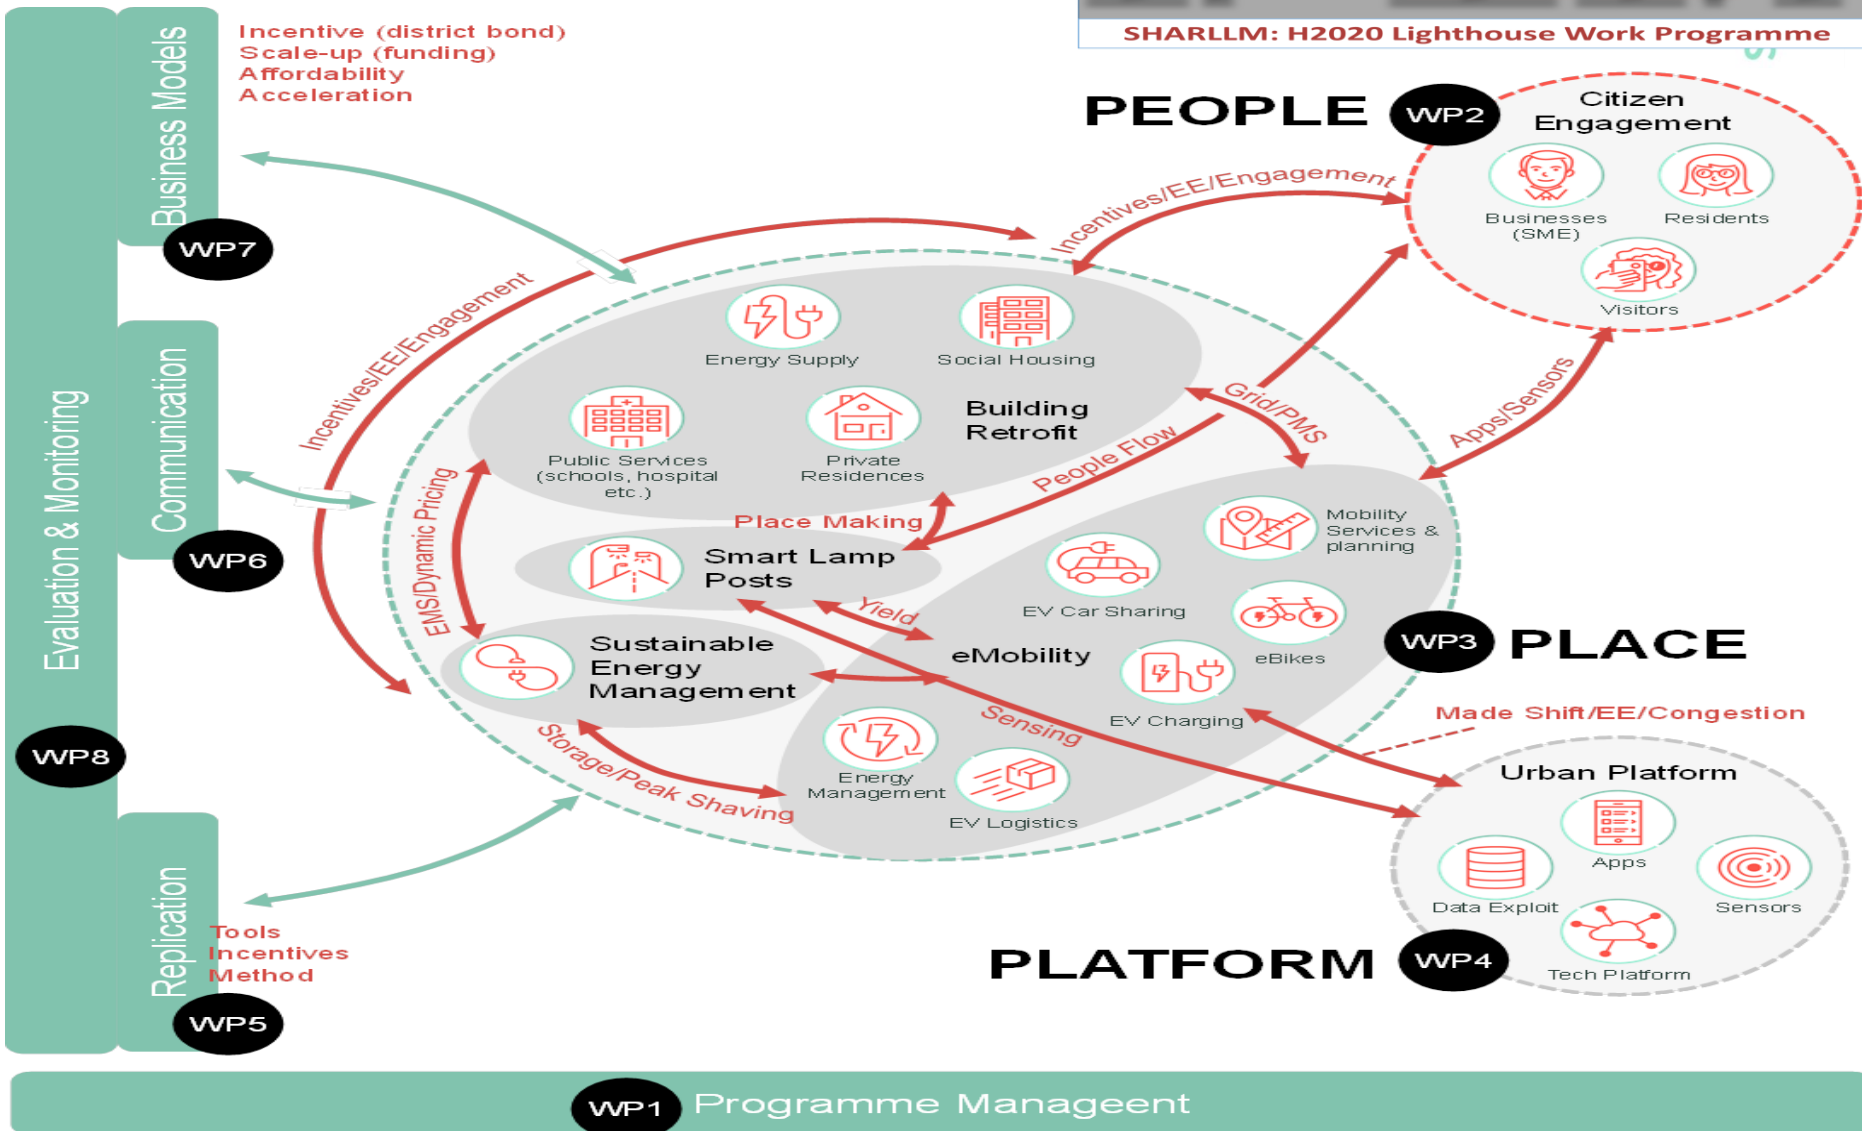 SHARLLM: H2020 Lighthouse Work Programme
Incentive (district bond)
Scale-up (funding)
Affordability
Acceleration
Business Models
WP7
Communication
WP6
Evaluation & Monitoring
WP8
Replication
Tools
Incentives
Method
WP5
PEOPLE
WP2
Citizen
Engagement
Businesses
(SME)
Residents
Visitors
Incentives/EE/Engagement
Incentives/EE/Engagement
Energy Supply
Social Housing
Building
Retrofit
Public Services
(schools, hospital
etc.)
Private
Residences
Grid/PMS
Apps/Sensors
People Flow
EMS/Dynamic Pricing
Place Making
Smart Lamp
Posts
Yield
Mobility
Services &
planning
EV Car Sharing
eBikes
eMobility
EV Charging
WP3
PLACE
Sustainable
Energy
Management
Sensing
Storage/Peak Shaving
Energy
Management
EV Logistics
Made Shift/EE/Congestion
Urban Platform
Apps
Data Exploit
Sensors
Tech Platform
PLATFORM
WP4
WP1
Programme Manageent